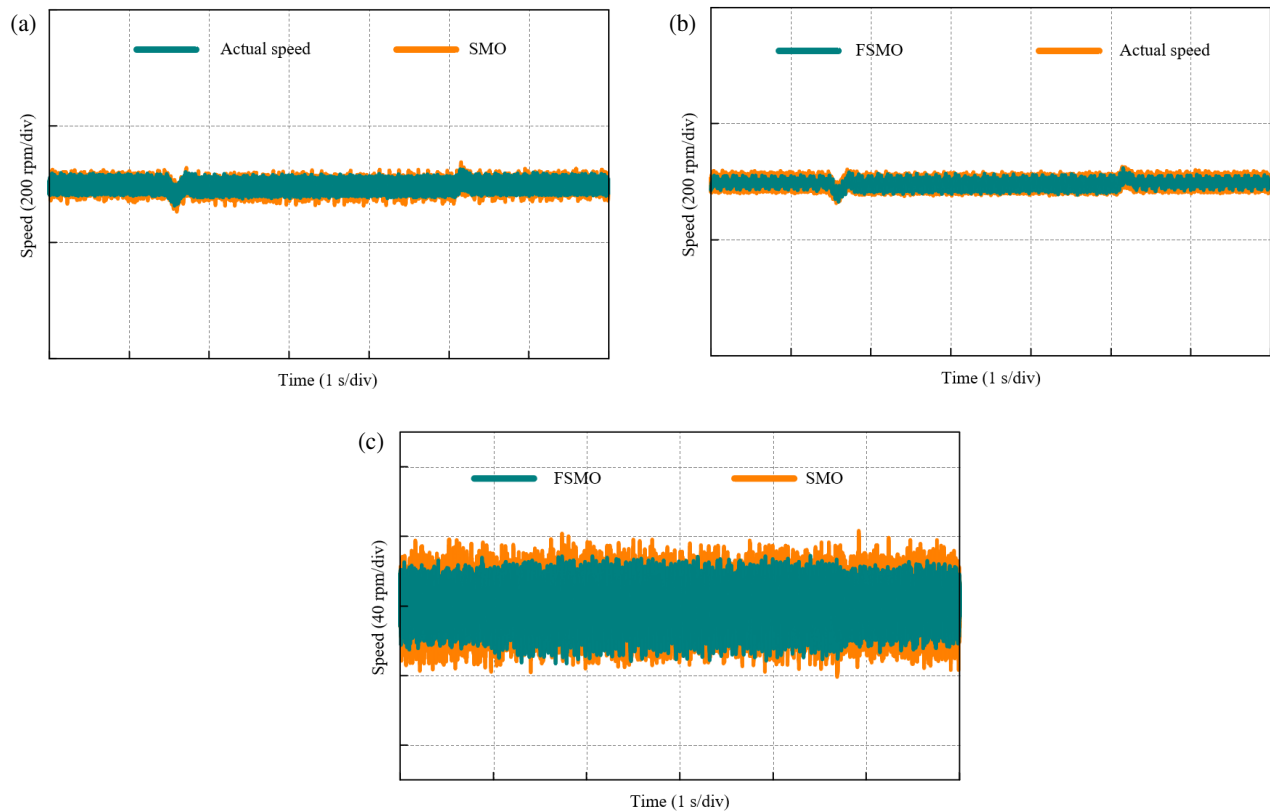 (a)
Actual speed
SMO
Speed (200 rpm/div)
Time (1 s/div)
(b)
FSMO
Actual speed
Speed (200 rpm/div)
Time (1 s/div)
(c)
FSMO
SMO
Speed (40 rpm/div)
Time (1 s/div)